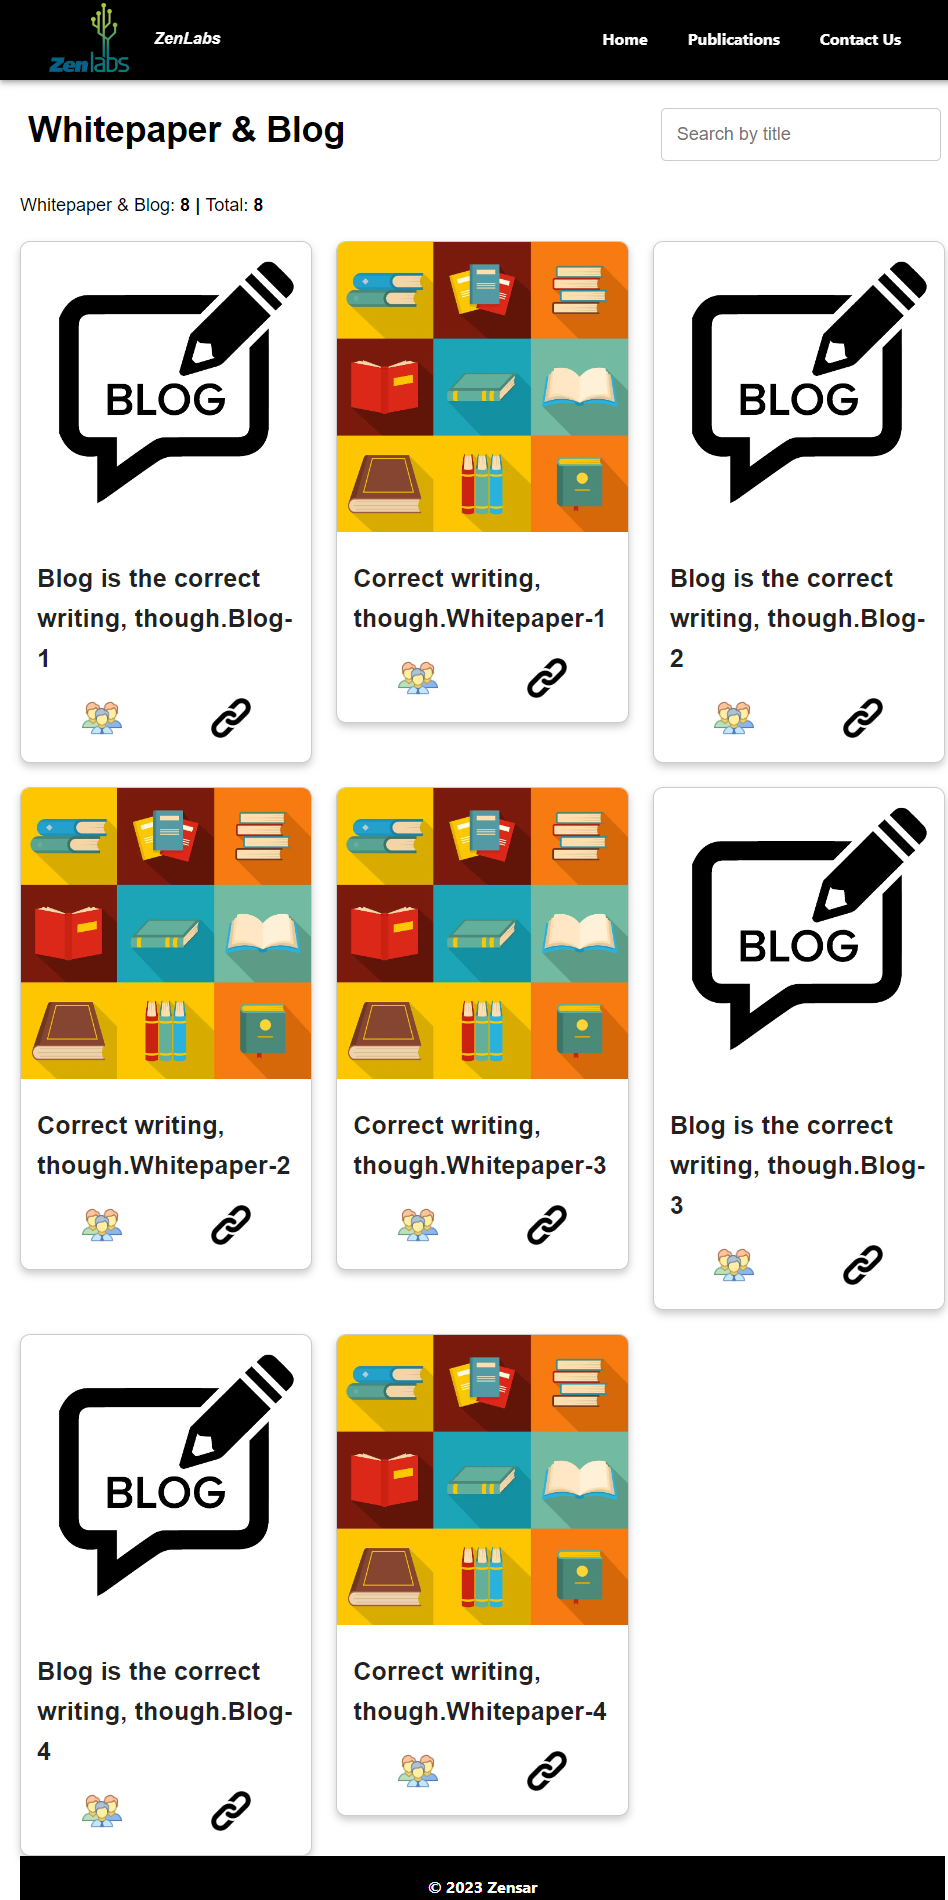 Zenlabs
ZenLabs
Home
Publications
Contact Us
Whitepaper & Blog
Search by title
Whitepaper & Blog: 8 | Total: 8
BLOG
Blog is the correct
writing, though.Blog-
1
Correct writing,
though.Whitepaper-1
BLOG
Blog is the correct
writing, though.Blog-
2
Correct writing,
though.Whitepaper-2
Correct writing,
though.Whitepaper-3
BLOG
Blog is the correct
writing, though.Blog-
3
BLOG
Blog is the correct
writing, though.Blog-
4
Correct writing,
though.Whitepaper-4
© 2023 Zensar